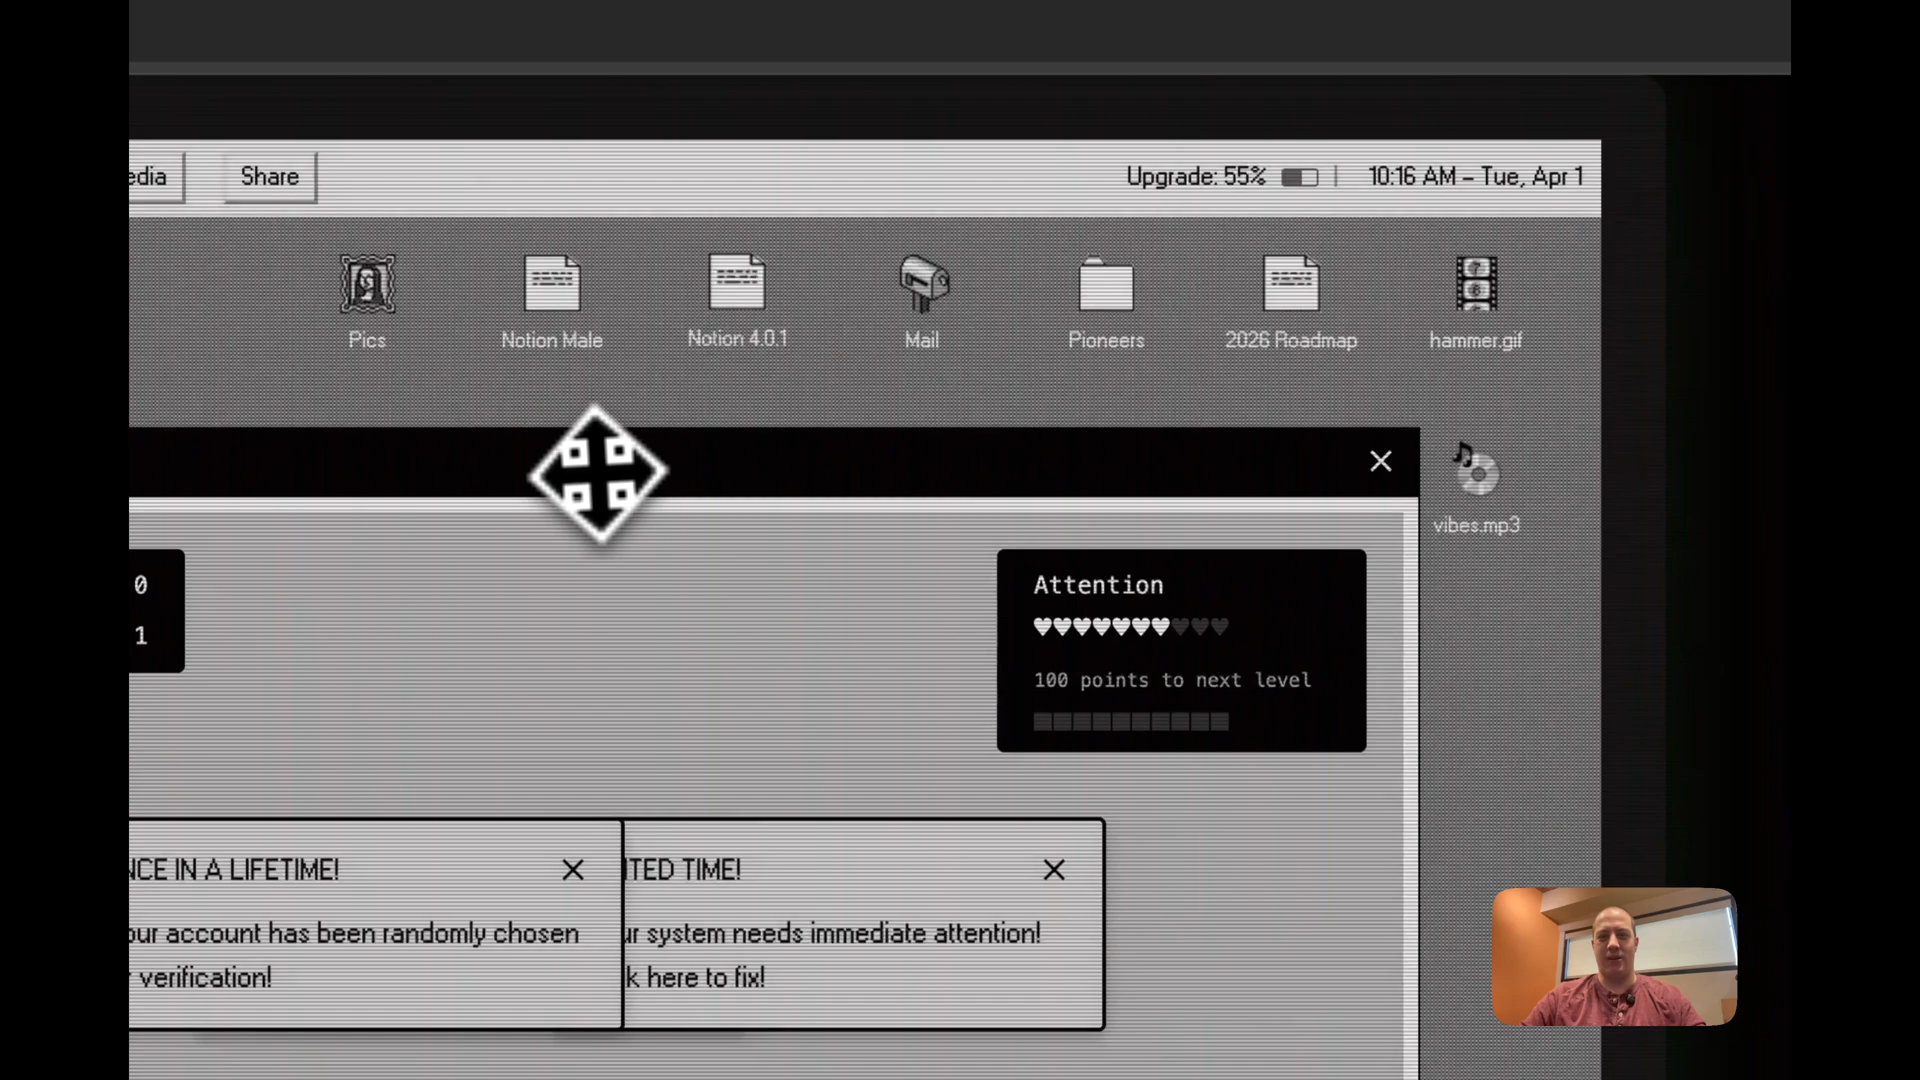 edia
Share
Upgrade: 55%
10:16 AM – Tue, Apr 1
Pics
Notion Male
Notion 4.0.1
Mail
Pioneers
2026 Roadmap
hammer.gif
vibes.mp3
0
1
Attention
100 points to next level
NCE IN A LIFETIME!
our account has been randomly chosen
verification!
ITED TIME!
ur system needs immediate attention!
k here to fix!